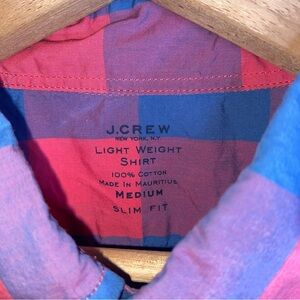 J.CREW
NEW YORK, N.Y.
LIGHT WEIGHT
SHIRT
100% COTTON
MADE IN MAURITIUS
MEDIUM
SLIM FIT